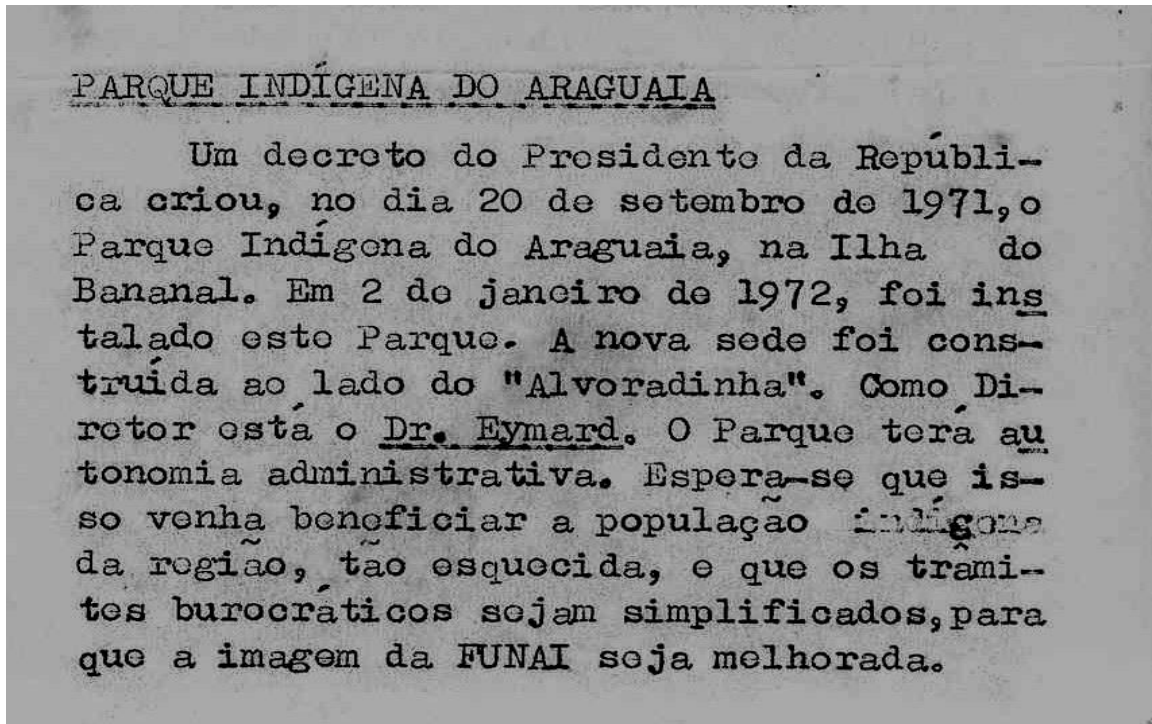 PARQUE INDÍGENA DO ARAGUAIA
Um decreto do Presidente da Repúbli-
ca criou, no dia 20 de setembro de 1971,o
Parque Indígena do Araguaia, na Ilha do
Bananal. Em 2 de janeiro de 1972, foi ins
talado este Parque. A nova sede foi cons-
truída ao lado do "Alvoradinha". Como Di-
retor está o Dr. Eymard. O Parque terá au
tonomia administrativa. Espera-se que is-
so venha beneficiar a população indígena
da região, tão esquecida, e que os trâmi-
tes burocráticos sejam simplificados,para
que a imagem da FUNAI seja melhorada.